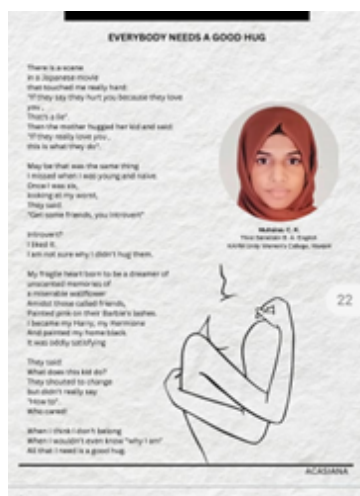 EVERYBODY NEEDS A GOOD HUG
There is a scene
in a Japanese movie
that touched me really hard:
"If they say they hurt you because they love
you ,
That's a lie".
Then the mother hugged her kid and said:
"If they really love you,
this is what they do".
May be that was the same thing
I missed when I was young and naive.
Once I was six,
looking at my worst,
They said:
"Get some friends, you introvert"
Introvert?
I liked it.
I am not sure why I didn't hug them.
My fragile heart born to be a dreamer of
unwanted memories of
a miserable wallflower
Amidst those called friends,
Painted pink on their Barbie's lashes.
I became my Harry, my Hermione
And painted my home black
It was oddly satisfying
They said:
What does this kid do?
They shouted to change
but didn't really say
"How to".
Who cared!
When I think I don't belong
When I wouldn't even know "why I am"
All that I need is a good hug.
C. K.
Third Semester B. A. English
Women's College,
22
ACASIANA